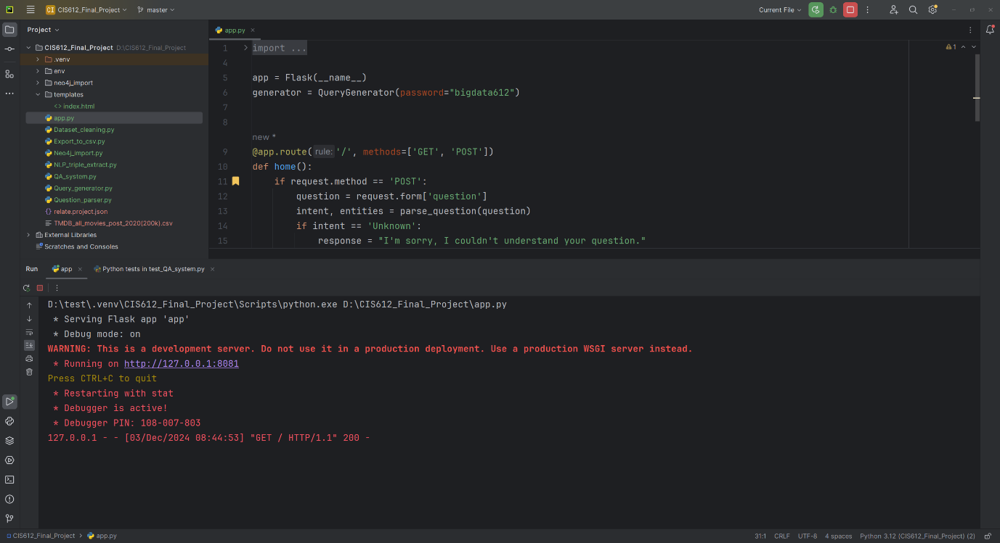 CI CIS612_Final_Project master Current File
Project
CIS612_Final_Project D:\CIS612_Final_Project
.venv
env
neo4j_import
templates
<> index.html
app.py
Dataset_cleaning.py
Export_to_csv.py
Neo4j_import.py
NLP_triple_extract.py
QA_system.py
Query_generator.py
Question_parser.py
{} relate.project.json
TMDB_all_movies_post_2020(200k).csv
External Libraries
Scratches and Consoles
app.py
1 import ...
1
4
5 app = Flask(__name__)
6 generator = QueryGenerator(password="bigdata612")
7
8
new *
9 @app.route( rule: '/', methods=['GET', 'POST'])
10 def home():
11 if request.method == 'POST':
12 question = request.form['question']
13 intent, entities = parse_question(question)
14 if intent == 'Unknown':
15 response = "I'm sorry, I couldn't understand your question."
Run app Python tests in test_QA_system.py
D:\test\.venv\CIS612_Final_Project\Scripts\python.exe D:\CIS612_Final_Project\app.py
* Serving Flask app 'app'
* Debug mode: on
WARNING: This is a development server. Do not use it in a production deployment. Use a production WSGI server instead.
* Running on http://127.0.0.1:8081
Press CTRL+C to quit
* Restarting with stat
* Debugger is active!
* Debugger PIN: 108-007-803
127.0.0.1 - - [03/Dec/2024 08:44:53] "GET / HTTP/1.1" 200 -
CIS612_Final_Project > app.py 31:1 CRLF UTF-8 4 spaces Python 3.12 (CIS612_Final_Project) (2)